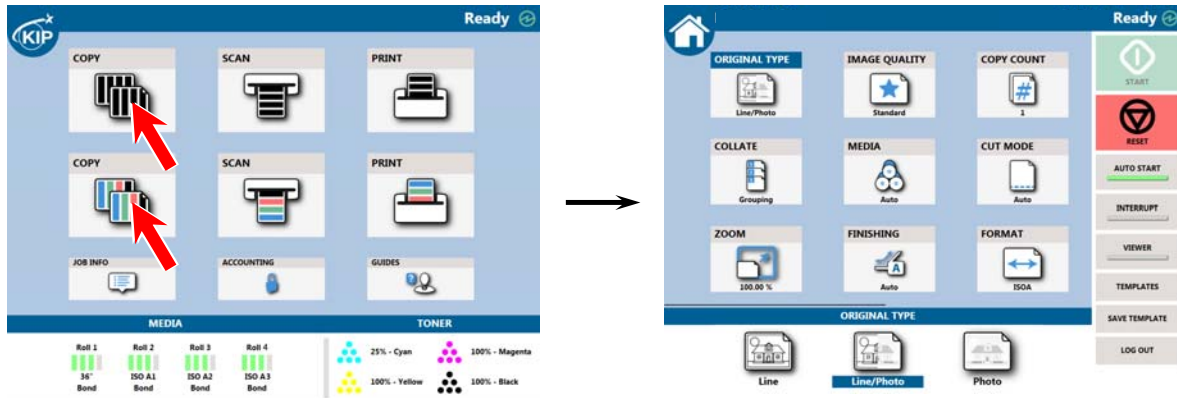 KIP
Ready
COPY
SCAN
PRINT
COPY
SCAN
PRINT
JOB INFO
ACCOUNTING
GUIDES
MEDIA
TONER
Roll 1
Roll 2
Roll 3
Roll 4
36"
ISO A1
ISO A2
ISO A3
Bond
Bond
Bond
Bond
25% - Cyan
100% - Magenta
100% - Yellow
100% - Black
Ready
ORIGINAL TYPE
IMAGE QUALITY
COPY COUNT
#
Line/Photo
Standard
1
COLLATE
MEDIA
CUT MODE
Grouping
Auto
Auto
ZOOM
FINISHING
FORMAT
A
100.00 %
Auto
ISOA
ORIGINAL TYPE
Line
Line/Photo
Photo
START
RESET
AUTO START
INTERRUPT
VIEWER
TEMPLATES
SAVE TEMPLATE
LOG OUT